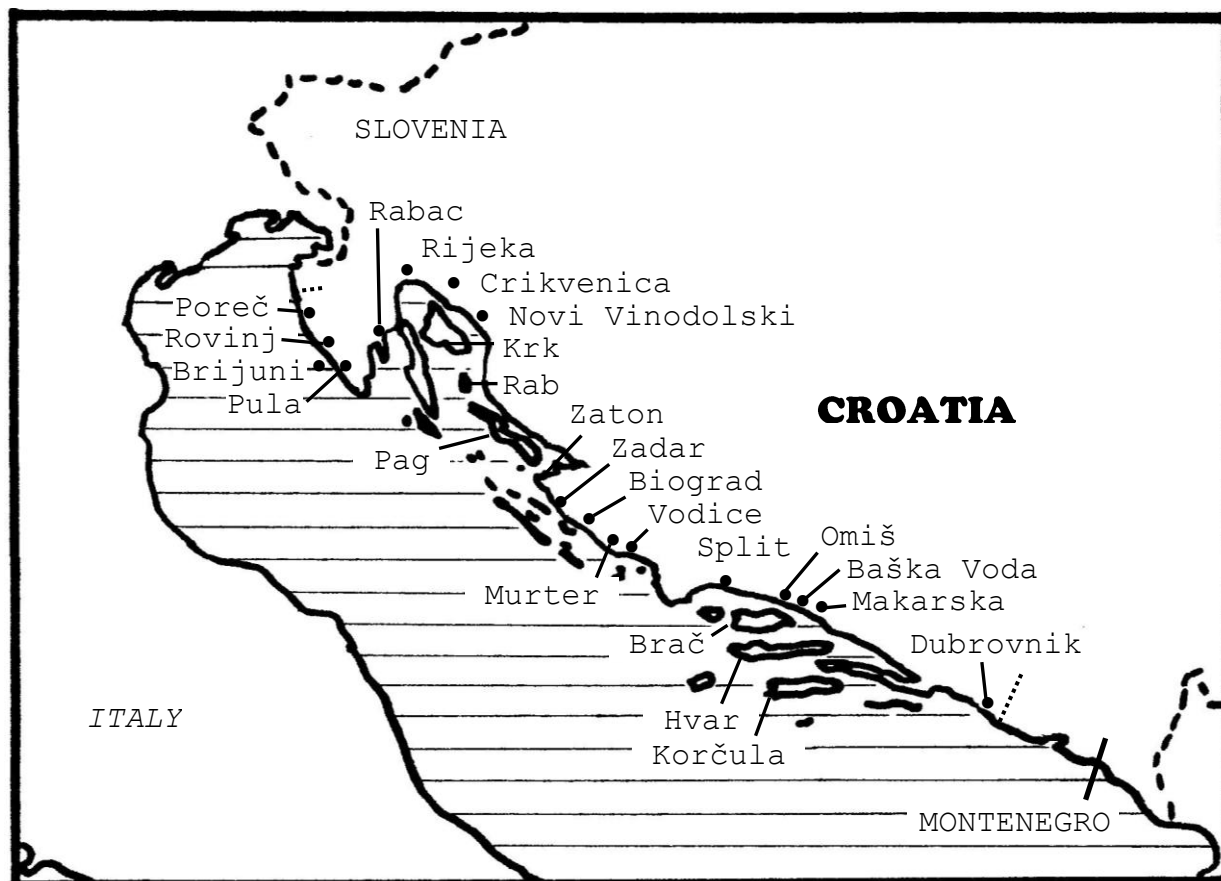 SLOVENIA
Rabac
Rijeka
Crikvenica
Poreč
Novi Vinodolski
Rovinj
Krk
Brijuni
Rab
Pula
CROATIA
Zaton
Pag
Zadar
Biograd
Vodice
Split
Omiš
Baška Voda
Murter
Makarska
Brač
Dubrovnik
ITALY
Hvar
Korčula
MONTENEGRO